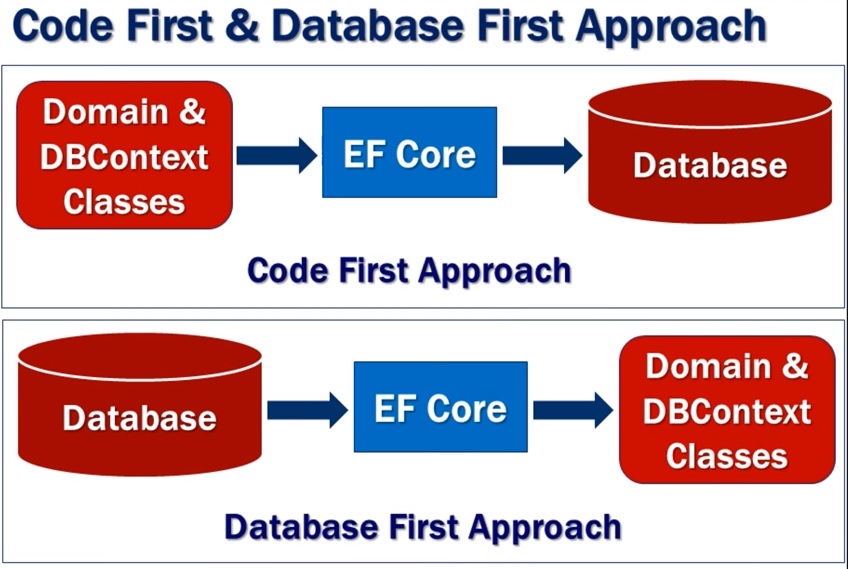 Code First & Database First Approach
Domain &
DBContext
Classes
EF Core
Database
Code First Approach
Database
EF Core
Domain &
DBContext
Classes
Database First Approach